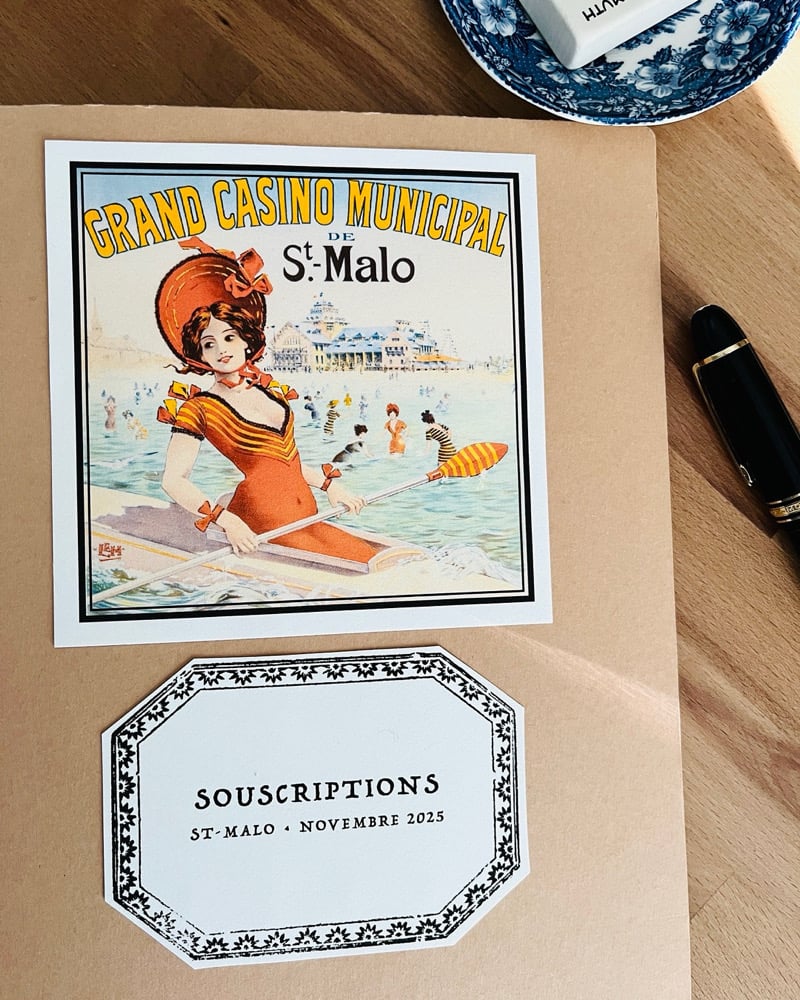 GRAND CASINO MUNICIPAL
DE
St.-Malo
SOUSCRIPTIONS
ST-MALO • NOVEMBRE 2025